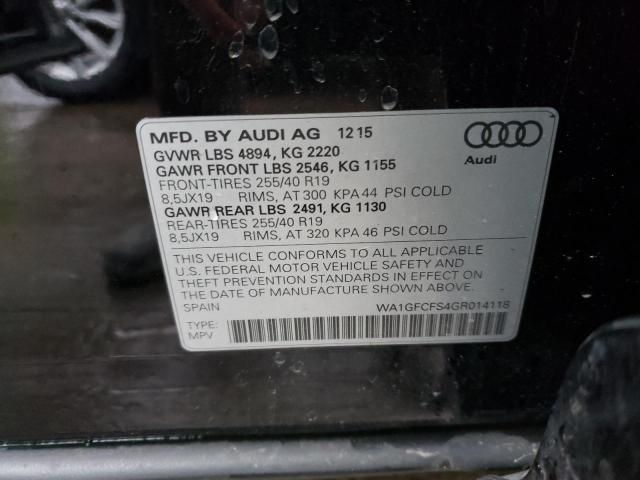 MFD. BY AUDI AG 12 15
GVWR LBS 4894, KG 2220
GAWR FRONT LBS 2546, KG 1155
FRONT-TIRES 255/40 R19
8,5JX19 RIMS, AT 300 KPA 44 PSI COLD
GAWR REAR LBS 2491, KG 1130
REAR-TIRES 255/40 R19
8,5JX19 RIMS, AT 320 KPA 46 PSI COLD
Audi
THIS VEHICLE CONFORMS TO ALL APPLICABLE
U.S. FEDERAL MOTOR VEHICLE SAFETY AND
THEFT PREVENTION STANDARDS IN EFFECT ON
THE DATE OF MANUFACTURE SHOWN ABOVE.
SPAIN WA1GFCFS4GR014118
TYPE:
MPV